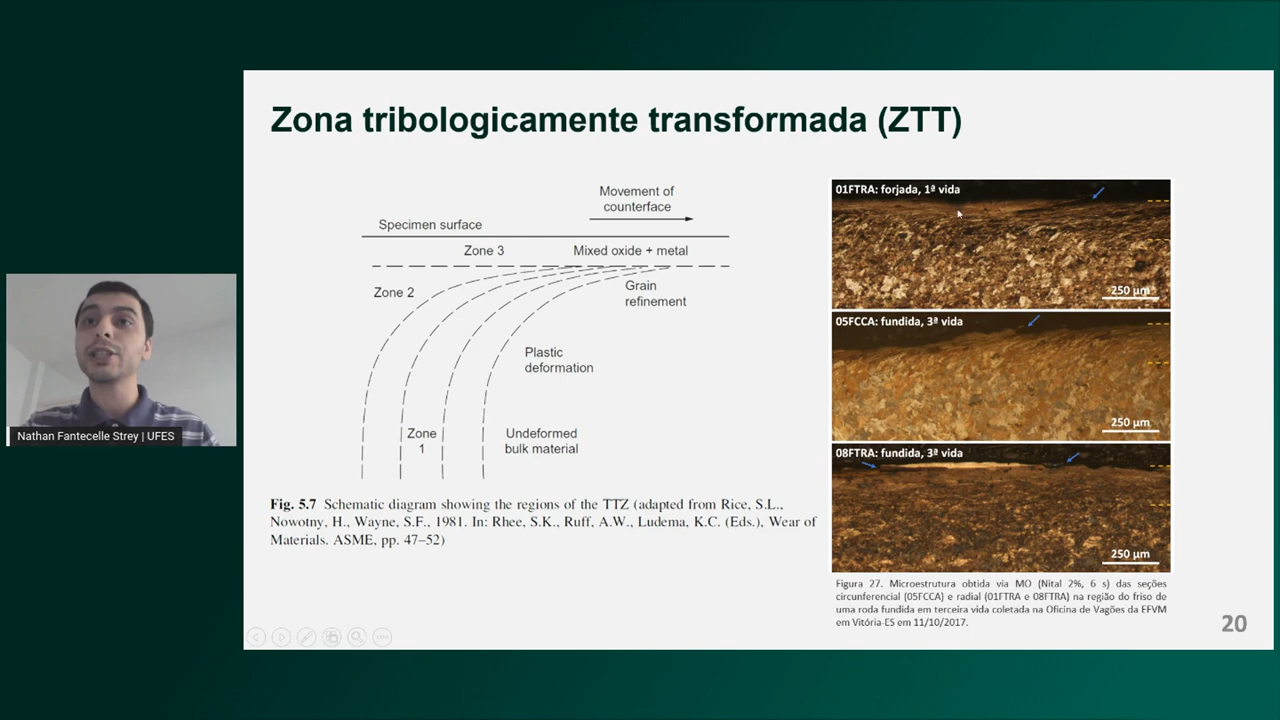 Zona tribologicamente transformada (ZTT)
Movement of
counterface
Specimen surface
Zone 3
Mixed oxide + metal
Zone 2
Grain
refinement
Plastic
deformation
Zone
1
Undeformed
bulk material
Fig. 5.7 Schematic diagram showing the regions of the TTZ (adapted from Rice, S.L.,
Nowotny, H., Wayne, S.F., 1981. In: Rhee, S.K., Ruff, A.W., Ludema, K.C. (Eds.), Wear of
Materials. ASME, pp. 47–52)
01FTRA: forjada, 1ª vida
250 µm
05FCCA: fundida, 3ª vida
250 µm
08FTRA: fundida, 3ª vida
250 µm
Figura 27. Microestrutura obtida via MO (Nital 2%, 6 s) das seções
circunferencial (05FCCA) e radial (01FTRA e 08FTRA) na região do friso de
uma roda fundida em terceira vida coletada na Oficina de Vagões da EFVM
em Vitória-ES em 11/10/2017.
20
Nathan Fantecelle Strey | UFES